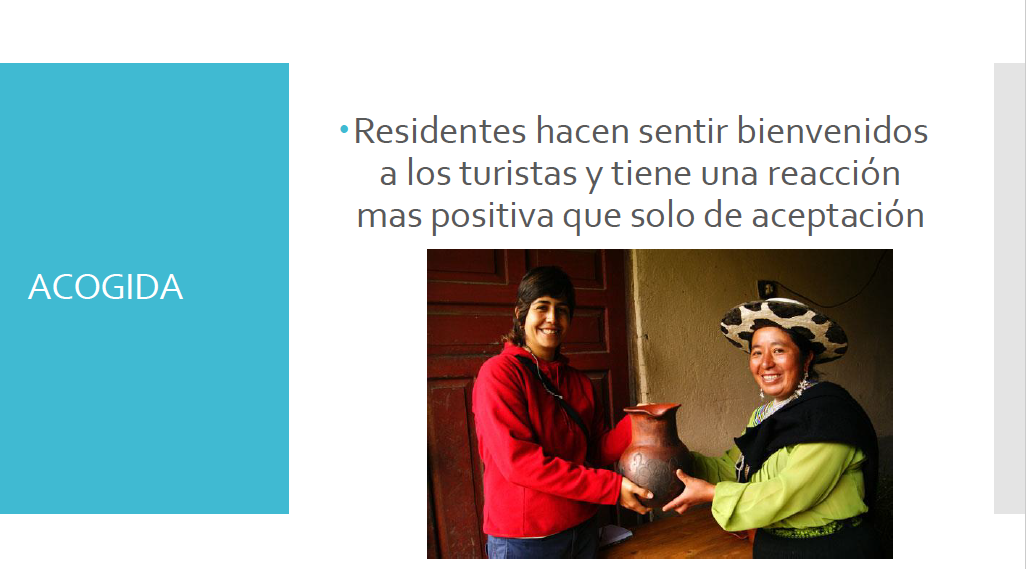 ACOGIDA
• Residentes hacen sentir bienvenidos
a los turistas y tiene una reacción
mas positiva que solo de aceptación